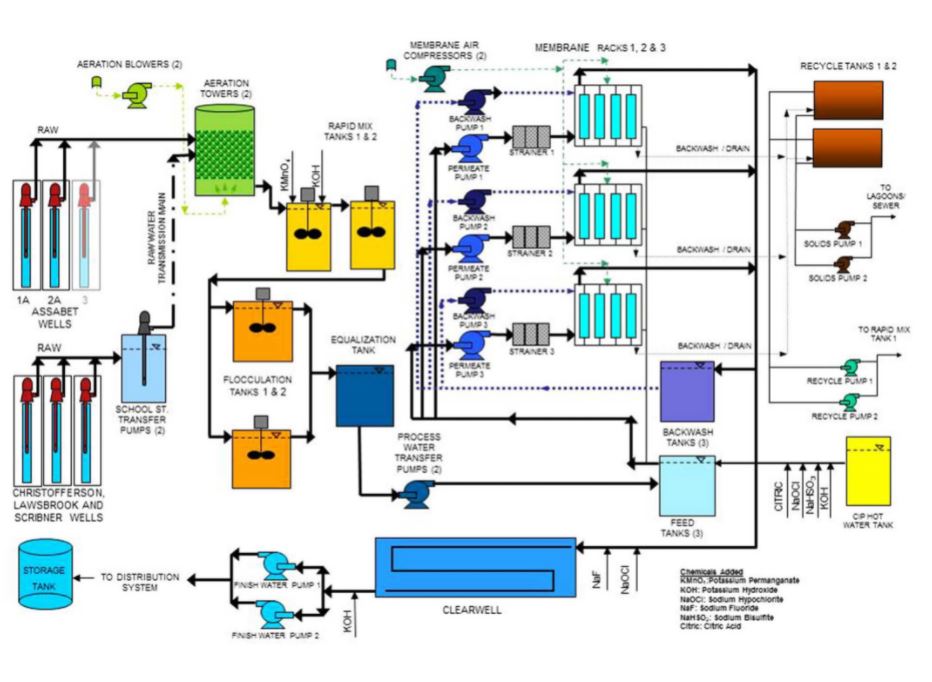 MEMBRANE AIR
COMPRESSORS (2)
MEMBRANE RACKS 1, 2 & 3
AERATION BLOWERS (2)
RECYCLE TANKS 1 & 2
AERATION
TOWERS (2)
RAW
RAPID MIX
TANKS 1 & 2
KMnO₄
KOH
BACKWASH
PUMP 1
STRAINER 1
PERMEATE
PUMP 1
BACKWASH / DRAIN
RAW WATER
TRANSMISSION MAIN
BACKWASH
PUMP 2
STRAINER 2
PERMEATE
PUMP 2
BACKWASH / DRAIN
TO
LAGOONS/
SEWER
SOLIDS PUMP 1
SOLIDS PUMP 2
1A 2A 3
ASSABET
WELLS
BACKWASH
PUMP 3
STRAINER 3
PERMEATE
PUMP 3
BACKWASH / DRAIN
TO RAPID MIX
TANK 1
RECYCLE PUMP 1
RECYCLE PUMP 2
RAW
SCHOOL ST.
TRANSFER
PUMPS (2)
FLOCCULATION
TANKS 1 & 2
EQUALIZATION
TANK
BACKWASH
TANKS (3)
PROCESS
WATER
TRANSFER
PUMPS (2)
FEED
TANKS (3)
CITRIC
NaOCl
NaHSO₃
KOH
CIP HOT
WATER TANK
CHRISTOFFERSON,
LAWSBROOK AND
SCRIBNER WELLS
STORAGE
TANK
TO DISTRIBUTION
SYSTEM
FINISH WATER PUMP 1
FINISH WATER PUMP 2
KOH
CLEARWELL
NaF
NaOCl
Chemicals Added
KMnO₄:Potassium Permanganate
KOH: Potassium Hydroxide
NaOCl: Sodium Hypochlorite
NaF: Sodium Fluoride
NaHSO₃: Sodium Bisulfite
Citric: Citric Acid